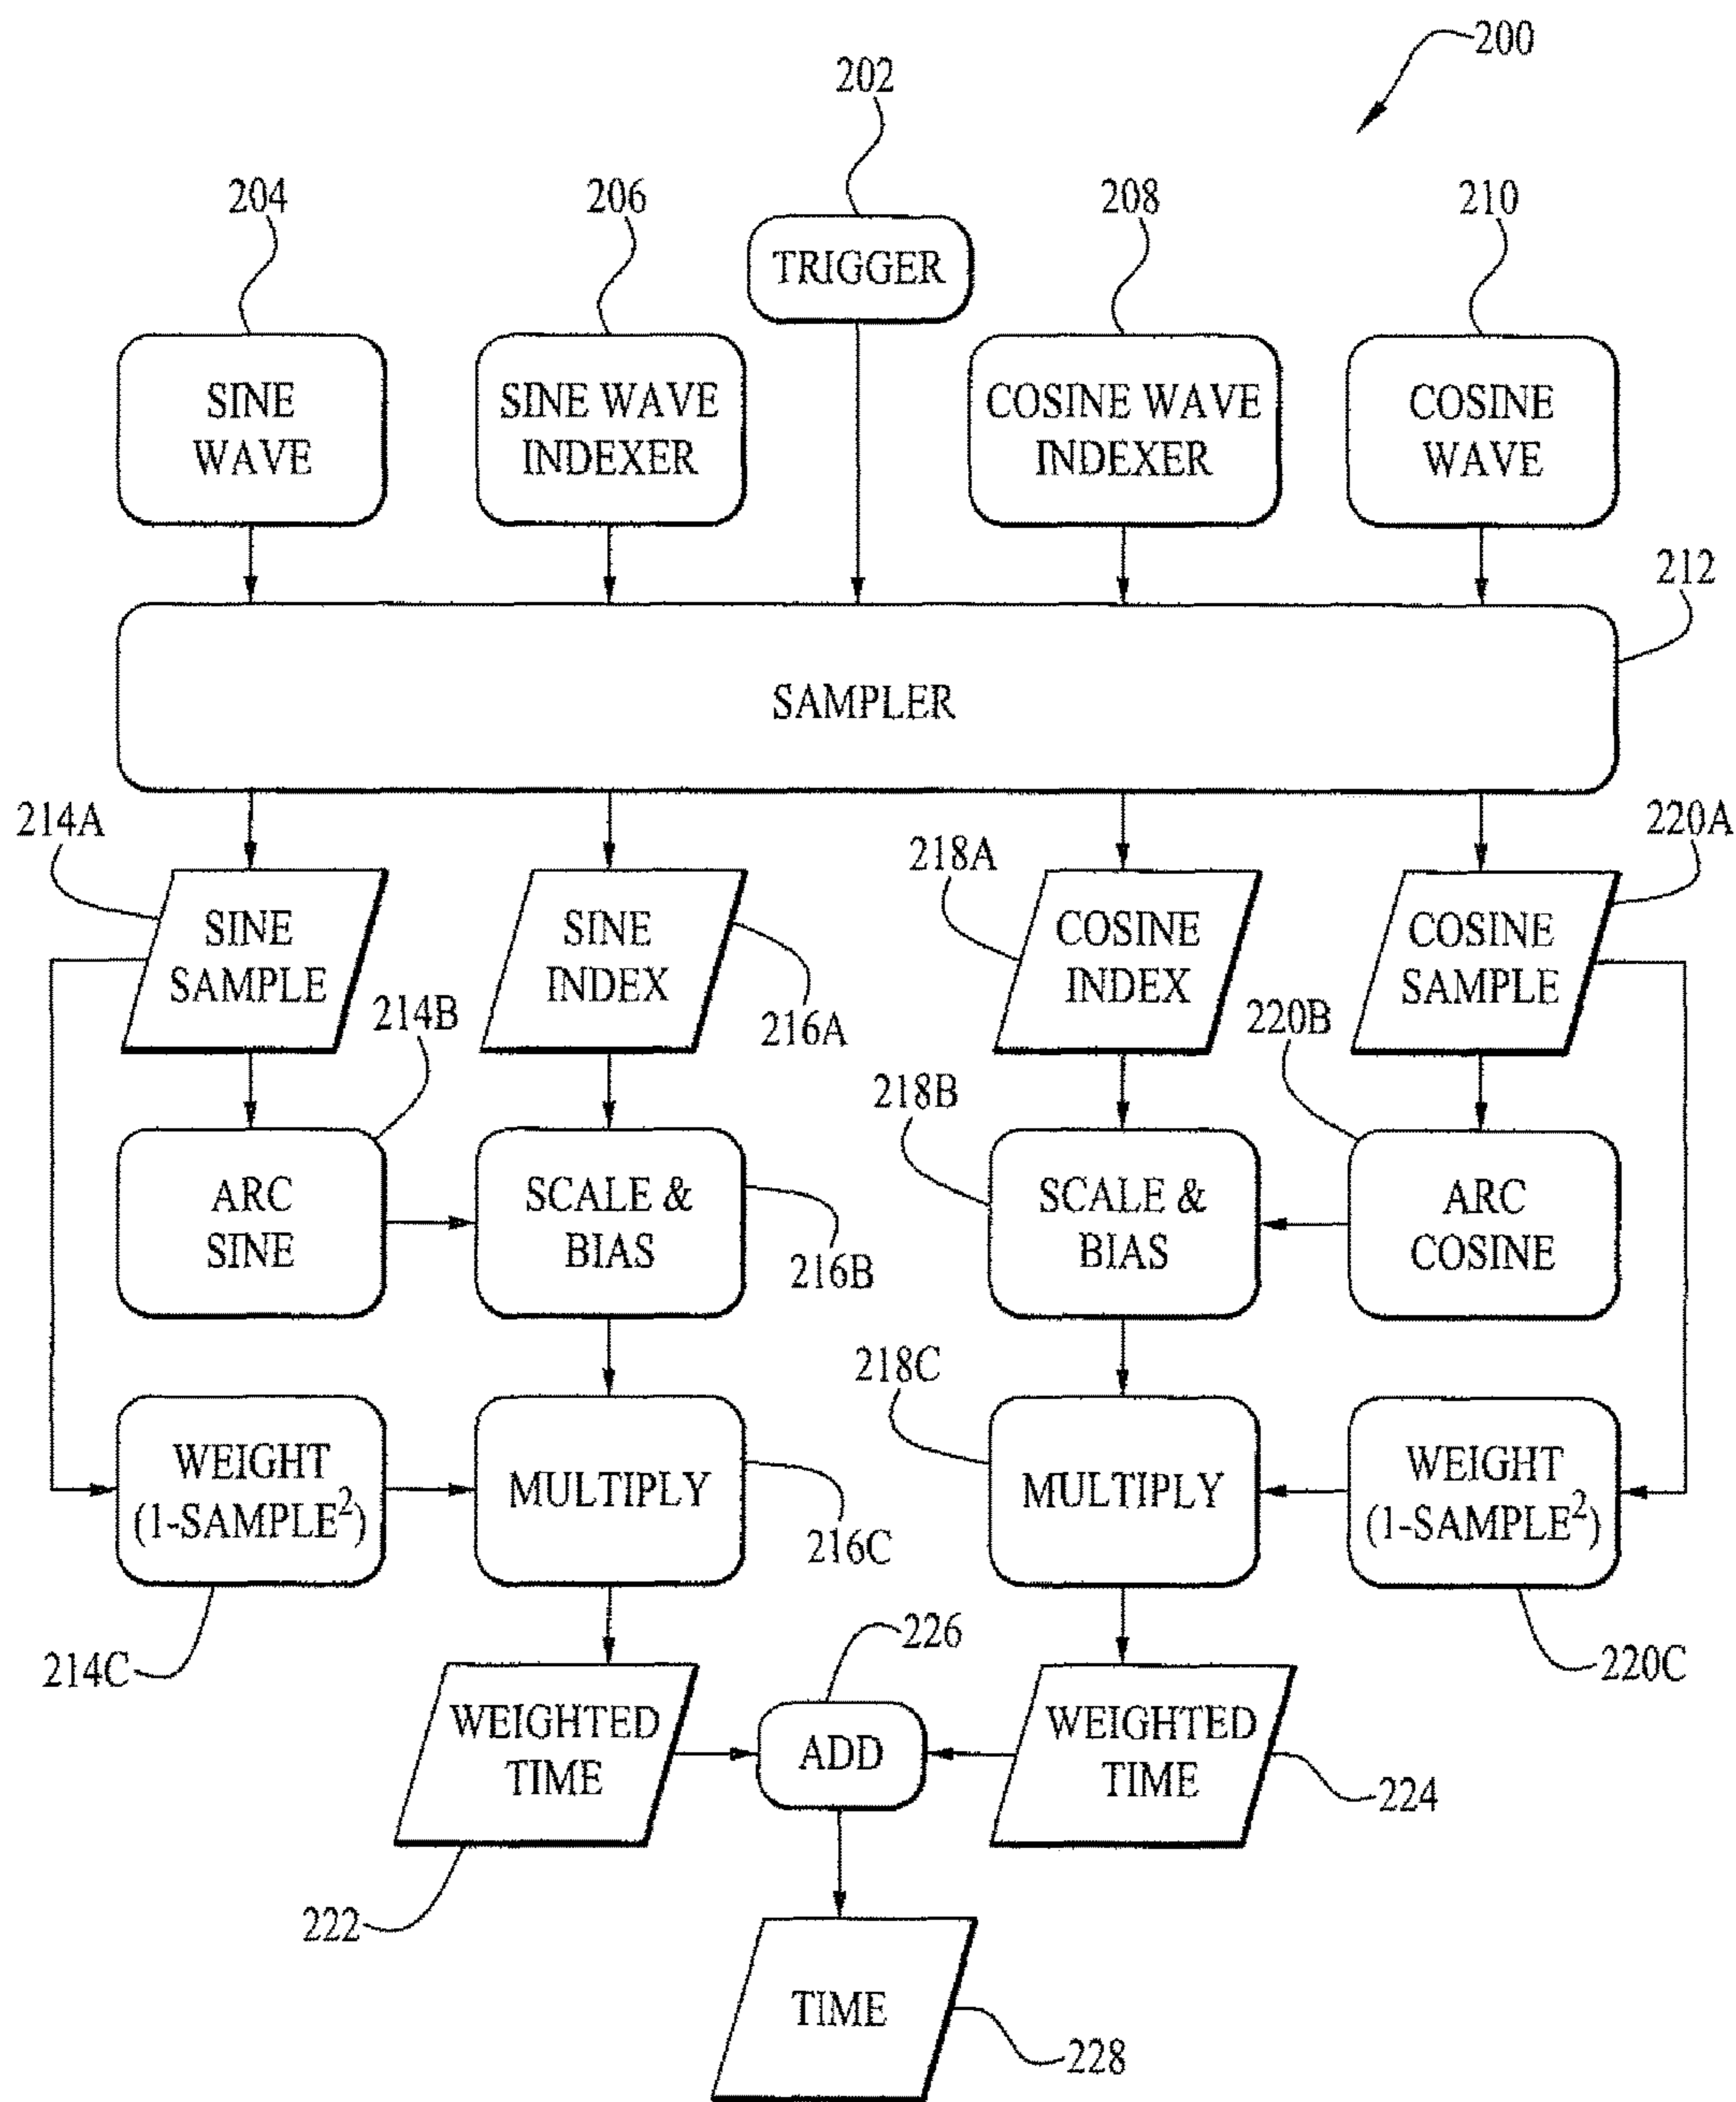 200
202
204
206
208
210
TRIGGER
SINE
WAVE
SINE WAVE
INDEXER
COSINE WAVE
INDEXER
COSINE
WAVE
212
SAMPLER
214A
218A
220A
SINE
SAMPLE
SINE
INDEX
COSINE
INDEX
COSINE
SAMPLE
214B
216A
220B
218B
ARC
SINE
SCALE &
BIAS
216B
SCALE &
BIAS
ARC
COSINE
218C
WEIGHT
(1-SAMPLE²)
MULTIPLY
216C
MULTIPLY
WEIGHT
(1-SAMPLE²)
214C
226
220C
WEIGHTED
TIME
ADD
WEIGHTED
TIME
224
222
TIME
228